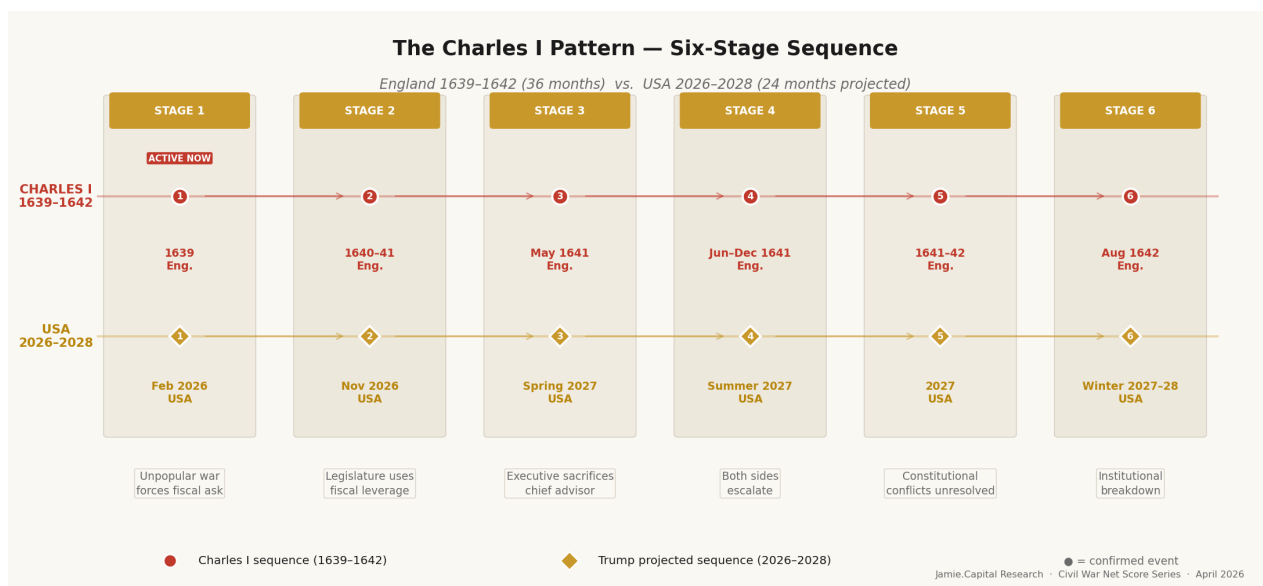 The Charles I Pattern — Six-Stage Sequence
England 1639–1642 (36 months)  vs.  USA 2026–2028 (24 months projected)
STAGE 1
STAGE 2
STAGE 3
STAGE 4
STAGE 5
STAGE 6
ACTIVE NOW
CHARLES I
1639–1642
1
2
3
4
5
6
1639
Eng.
1640–41
Eng.
May 1641
Eng.
Jun–Dec 1641
Eng.
1641–42
Eng.
Aug 1642
Eng.
USA
2026–2028
1
2
3
4
5
6
Feb 2026
USA
Nov 2026
USA
Spring 2027
USA
Summer 2027
USA
2027
USA
Winter 2027–28
USA
Unpopular war
forces fiscal ask
Legislature uses
fiscal leverage
Executive sacrifices
chief advisor
Both sides
escalate
Constitutional
conflicts unresolved
Institutional
breakdown
Charles I sequence (1639–1642)
Trump projected sequence (2026–2028)
● = confirmed event
Jamie.Capital Research · Civil War Net Score Series · April 2026